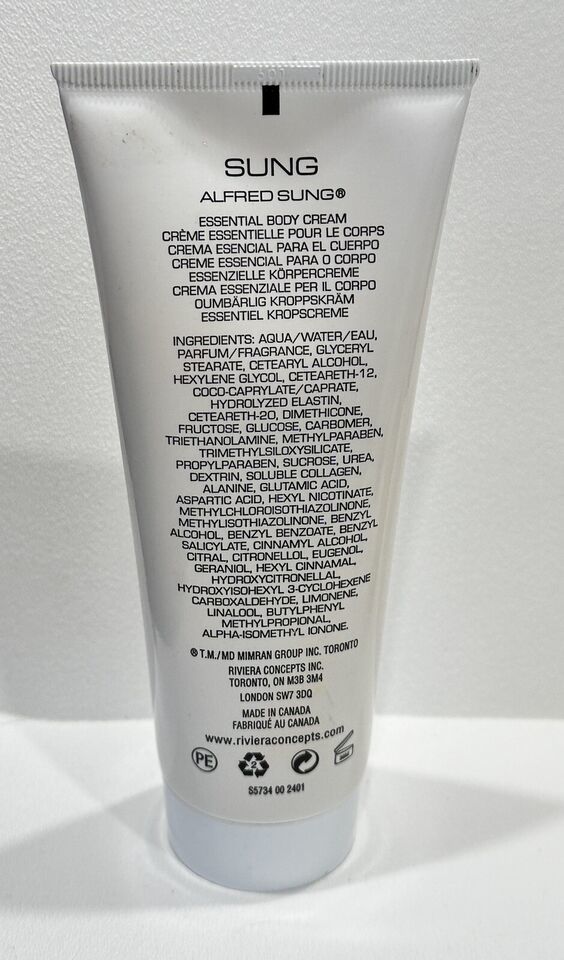 SUNG
ALFRED SUNG®
ESSENTIAL BODY CREAM
CRÈME ESSENTIELLE POUR LE CORPS
CREMA ESENCIAL PARA EL CUERPO
CREME ESSENCIAL PARA O CORPO
ESSENZIELLE KÖRPERCREME
CREMA ESSENZIALE PER IL CORPO
OUMBÄRLIG KROPPSKRÄM
ESSENTIEL KROPSCREME
INGREDIENTS: AQUA/WATER/EAU,
PARFUM/FRAGRANCE, GLYCERYL
STEARATE, CETEARYL ALCOHOL,
HEXYLENE GLYCOL, CETEARETH-12,
COCO-CAPRYLATE/CAPRATE,
HYDROLYZED ELASTIN,
CETEARETH-20, DIMETHICONE,
FRUCTOSE, GLUCOSE, CARBOMER,
TRIETHANOLAMINE, METHYLPARABEN,
TRIMETHYLSILOXYSILICATE,
PROPYLPARABEN, SUCROSE, UREA,
DEXTRIN, SOLUBLE COLLAGEN,
ALANINE, GLUTAMIC ACID,
ASPARTIC ACID, HEXYL NICOTINATE,
METHYLCHLOROISOTHIAZOLINONE,
METHYLISOTHIAZOLINONE, BENZYL
ALCOHOL, BENZYL BENZOATE, BENZYL
SALICYLATE, CINNAMYL ALCOHOL,
CITRAL, CITRONELLOL, EUGENOL,
GERANIOL, HEXYL CINNAMAL,
HYDROXYCITRONELLAL,
HYDROXYISOHEXYL 3-CYCLOHEXENE
CARBOXALDEHYDE, LIMONENE,
LINALOOL, BUTYLPHENYL
METHYLPROPIONAL,
ALPHA-ISOMETHYL IONONE.
® T.M./MD MIMRAN GROUP INC. TORONTO
RIVIERA CONCEPTS INC.
TORONTO, ON M3B 3M4
LONDON SW7 3DQ
MADE IN CANADA
FABRIQUÉ AU CANADA
www.rivieraconcepts.com
PE 2
S5734 00 2401